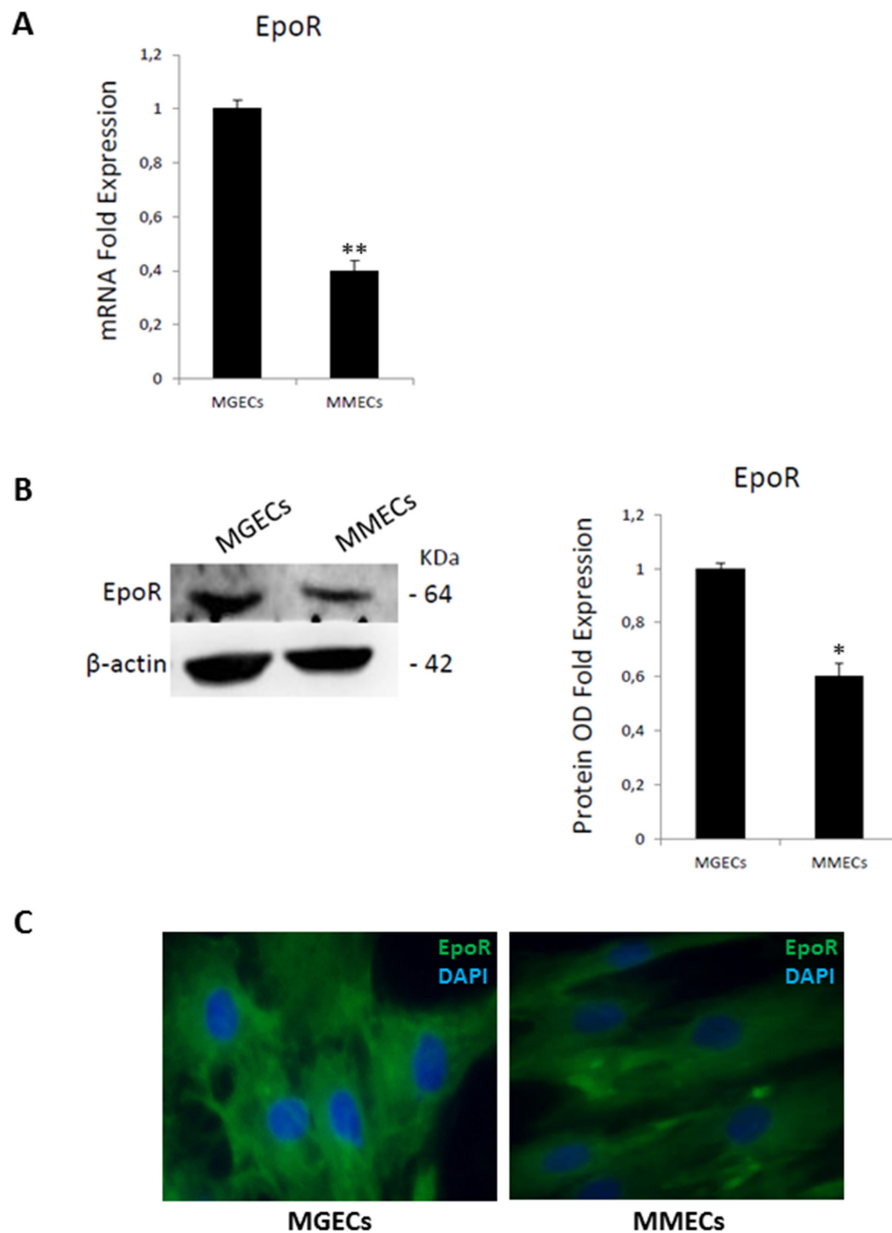 A
EpoR
mRNA Fold Expression
1,2
1
0,8
0,6
0,4
0,2
0
**
MGECs
MMECs
B
MGECs
MMECs
KDa
EpoR
- 64
β-actin
- 42
EpoR
Protein OD Fold Expression
1,2
1
0,8
0,6
0,4
0,2
0
*
MGECs
MMECs
C
EpoR
DAPI
EpoR
DAPI
MGECs
MMECs